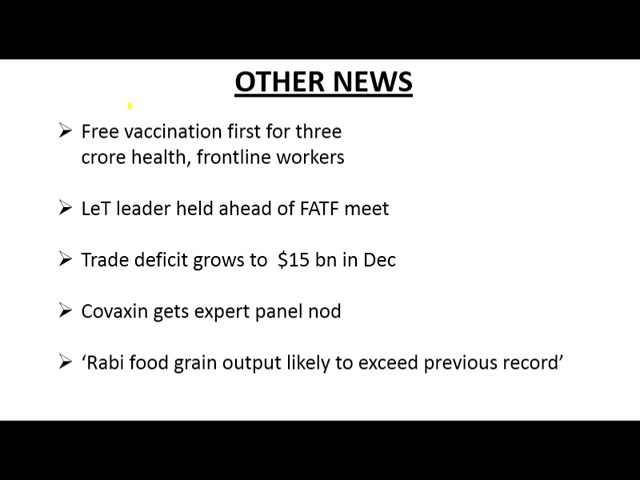 OTHER NEWS
➢ Free vaccination first for three
crore health, frontline workers
➢ LeT leader held ahead of FATF meet
➢ Trade deficit grows to $15 bn in Dec
➢ Covaxin gets expert panel nod
➢ ‘Rabi food grain output likely to exceed previous record’